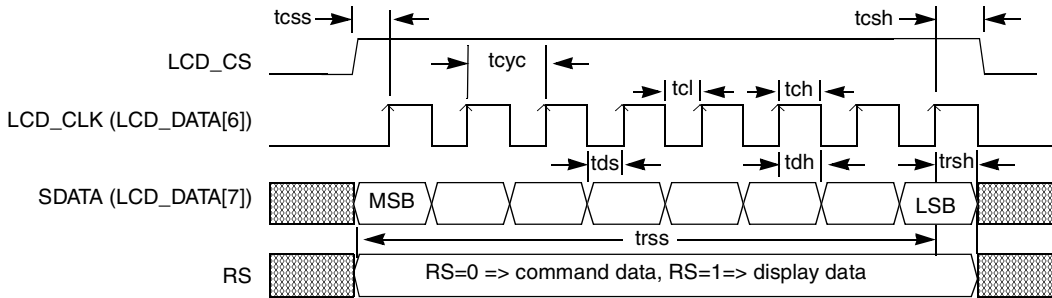 tcss
tcsh
LCD_CS
tcyc
tcl
tch
LCD_CLK (LCD_DATA[6])
tds
tdh
trsh
SDATA (LCD_DATA[7])
MSB
LSB
trss
RS
RS=0 => command data, RS=1=> display data